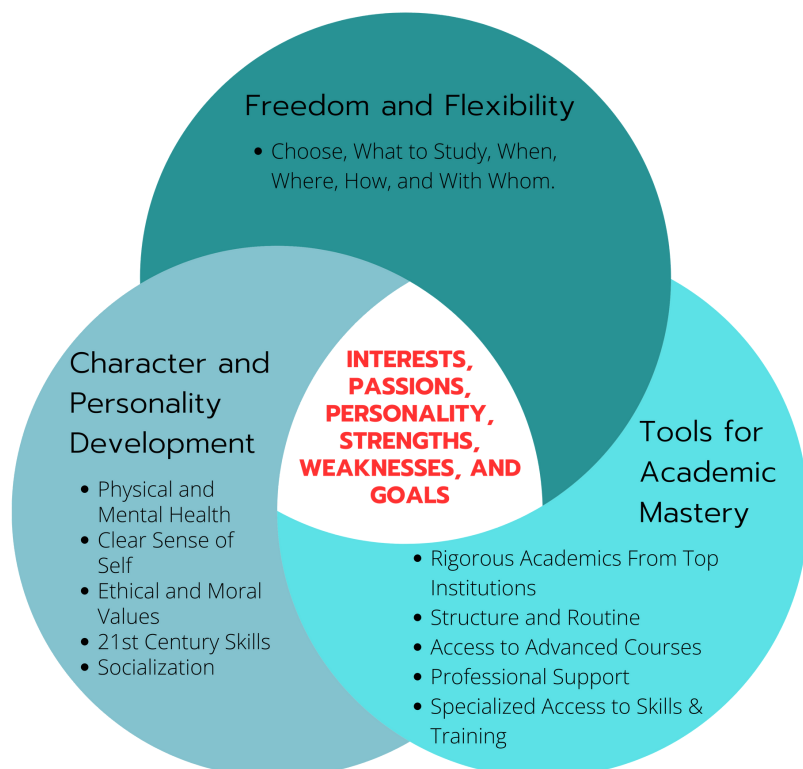 Freedom and Flexibility
• Choose, What to Study, When,
Where, How, and With Whom.
INTERESTS,
PASSIONS,
PERSONALITY,
STRENGTHS,
WEAKNESSES, AND
GOALS
Character and
Personality
Development
• Physical and
Mental Health
• Clear Sense of
Self
• Ethical and Moral
Values
• 21st Century Skills
• Socialization
Tools for
Academic
Mastery
• Rigorous Academics From Top
Institutions
• Structure and Routine
• Access to Advanced Courses
• Professional Support
• Specialized Access to Skills &
Training